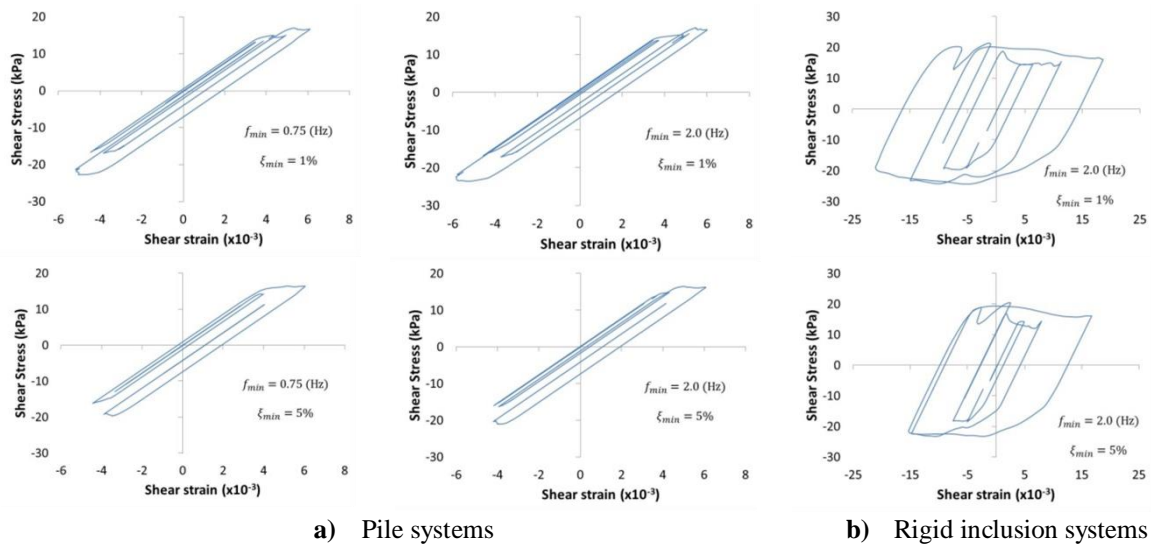 20
10
0
-10
-20
-30
-6 -4 -2 0 2 4 6 8
Shear Stress (kPa)
Shear strain (x10⁻³)
f_min = 0.75 (Hz)
ξ_min = 1%
20
10
0
-10
-20
-30
-6 -4 -2 0 2 4 6 8
Shear Stress (kPa)
Shear strain (x10⁻³)
f_min = 2.0 (Hz)
ξ_min = 1%
30
20
10
0
-10
-20
-30
-25 -15 -5 5 15 25
Shear Stress (kPa)
Shear strain (x10⁻³)
f_min = 2.0 (Hz)
ξ_min = 1%
20
10
0
-10
-20
-30
-6 -4 -2 0 2 4 6 8
Shear Stress (kPa)
Shear strain (x10⁻³)
f_min = 0.75 (Hz)
ξ_min = 5%
20
10
0
-10
-20
-30
-6 -4 -2 0 2 4 6 8
Shear Stress (kPa)
Shear strain (x10⁻³)
f_min = 2.0 (Hz)
ξ_min = 5%
30
20
10
0
-10
-20
-30
-25 -15 -5 5 15 25
Shear Stress (kPa)
Shear strain (x10⁻³)
f_min = 2.0 (Hz)
ξ_min = 5%
a) Pile systems
b) Rigid inclusion systems